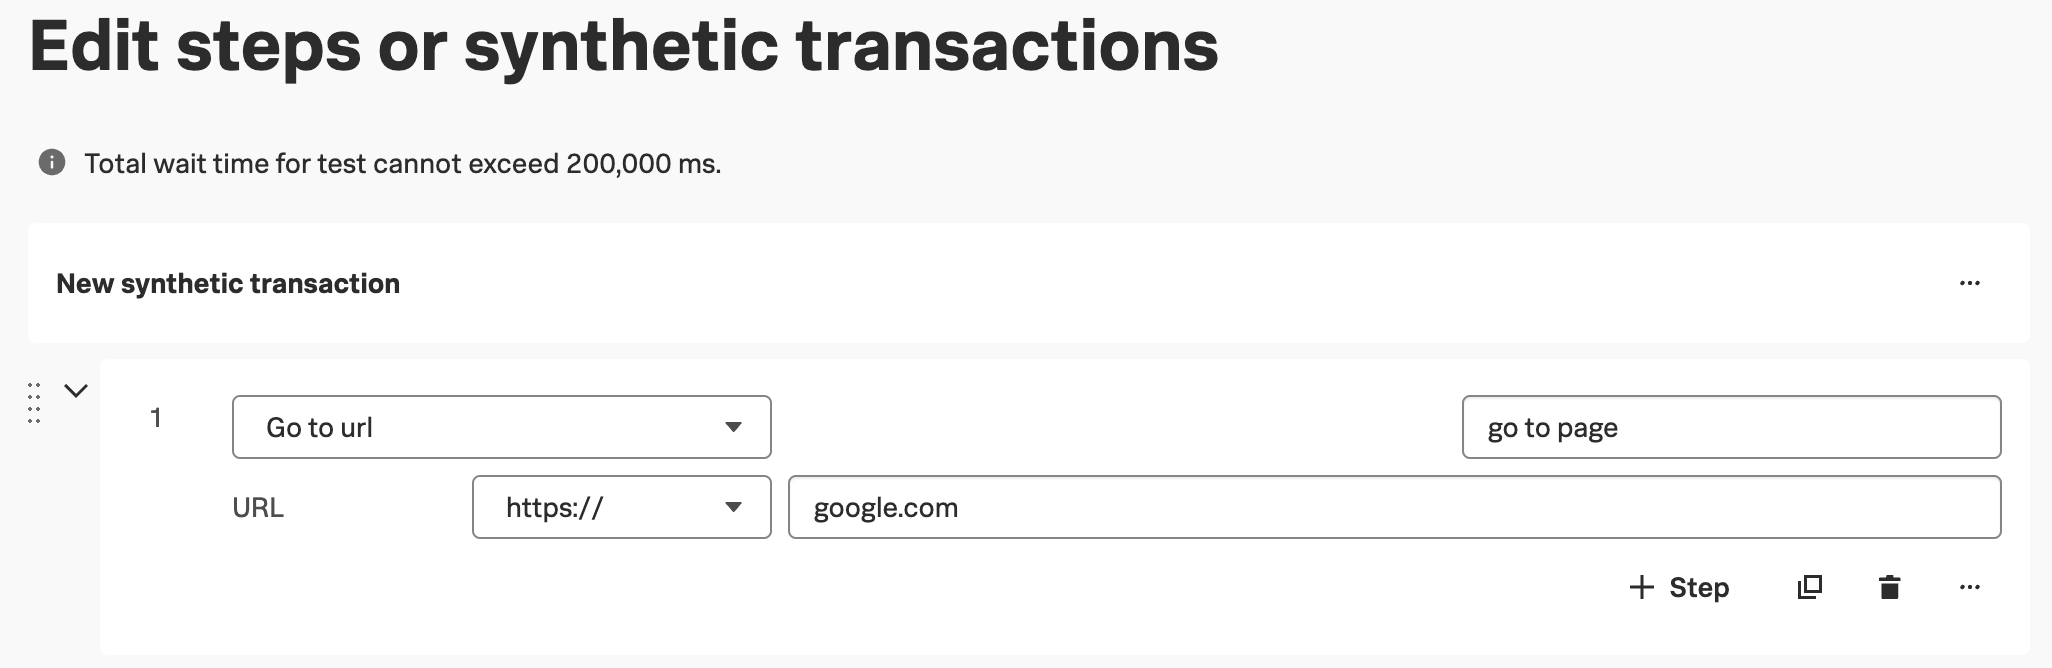 Edit steps or synthetic transactions
Total wait time for test cannot exceed 200,000 ms.
New synthetic transaction
1
Go to url
go to page
URL
https://
google.com
Step